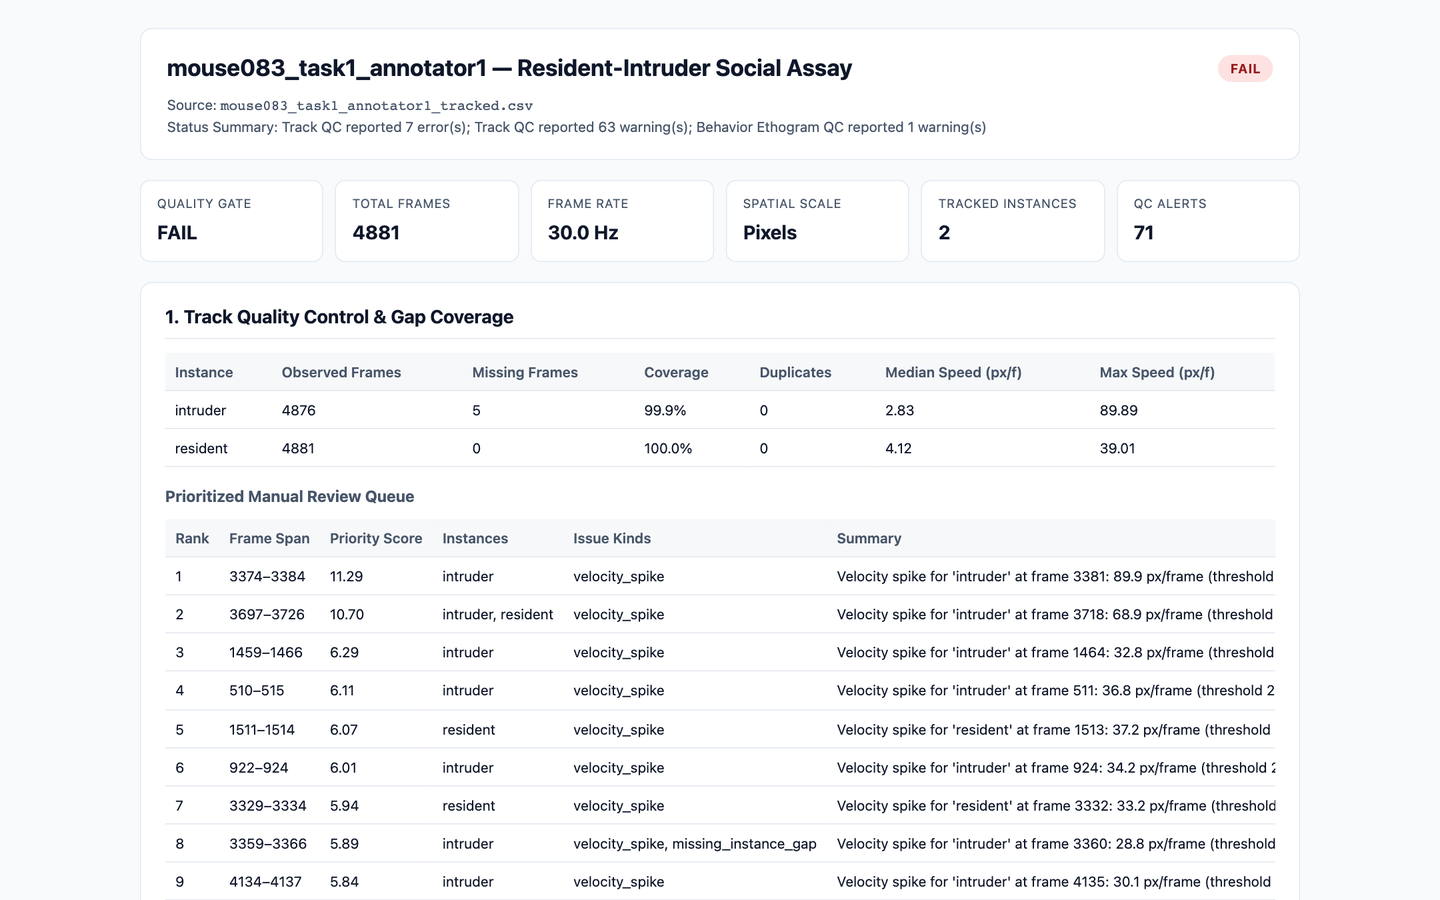 mouse083_task1_annotator1 — Resident-Intruder Social Assay
FAIL
Source: mouse083_task1_annotator1_tracked.csv
Status Summary: Track QC reported 7 error(s); Track QC reported 63 warning(s); Behavior Ethogram QC reported 1 warning(s)
QUALITY GATE
FAIL
TOTAL FRAMES
4881
FRAME RATE
30.0 Hz
SPATIAL SCALE
Pixels
TRACKED INSTANCES
2
QC ALERTS
71
1. Track Quality Control & Gap Coverage
Instance Observed Frames Missing Frames Coverage Duplicates Median Speed (px/f) Max Speed (px/f)
intruder 4876 5 99.9% 0 2.83 89.89
resident 4881 0 100.0% 0 4.12 39.01
Prioritized Manual Review Queue
Rank Frame Span Priority Score Instances Issue Kinds Summary
1 3374–3384 11.29 intruder velocity_spike Velocity spike for 'intruder' at frame 3381: 89.9 px/frame (threshold
2 3697–3726 10.70 intruder, resident velocity_spike Velocity spike for 'intruder' at frame 3718: 68.9 px/frame (threshold
3 1459–1466 6.29 intruder velocity_spike Velocity spike for 'intruder' at frame 1464: 32.8 px/frame (threshold
4 510–515 6.11 intruder velocity_spike Velocity spike for 'intruder' at frame 511: 36.8 px/frame (threshold 2
5 1511–1514 6.07 resident velocity_spike Velocity spike for 'resident' at frame 1513: 37.2 px/frame (threshold
6 922–924 6.01 intruder velocity_spike Velocity spike for 'intruder' at frame 924: 34.2 px/frame (threshold 2
7 3329–3334 5.94 resident velocity_spike Velocity spike for 'resident' at frame 3332: 33.2 px/frame (threshold
8 3359–3366 5.89 intruder velocity_spike, missing_instance_gap Velocity spike for 'intruder' at frame 3360: 28.8 px/frame (threshold
9 4134–4137 5.84 intruder velocity_spike Velocity spike for 'intruder' at frame 4135: 30.1 px/frame (threshold